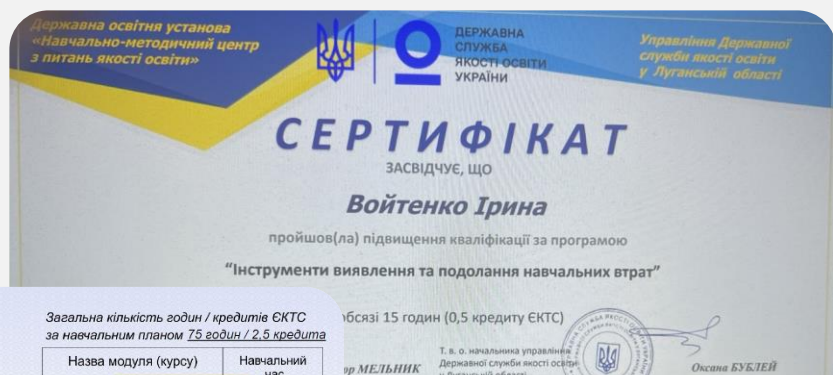 Державна освітня установа
«Навчально-методичний центр
з питань якості освіти»
ДЕРЖАВНА
СЛУЖБА
ЯКОСТІ ОСВІТИ
УКРАЇНИ
Управління Державної
служби якості освіти
у Луганській області
СЕРТИФІКАТ
ЗАСВІДЧУЄ, ЩО
Войтенко Ірина
пройшов(ла) підвищення кваліфікації за програмою
“Інструменти виявлення та подолання навчальних втрат”
обсязі 15 годин (0,5 кредиту ЄКТС)
Т. в. о. начальника управління
Державної служби якості освіти
МЕЛЬНИК
Оксана БУБЛЕЙ
Загальна кількість годин / кредитів ЄКТС
за навчальним планом 75 годин / 2,5 кредита
Назва модуля (курсу)
Навчальний
час